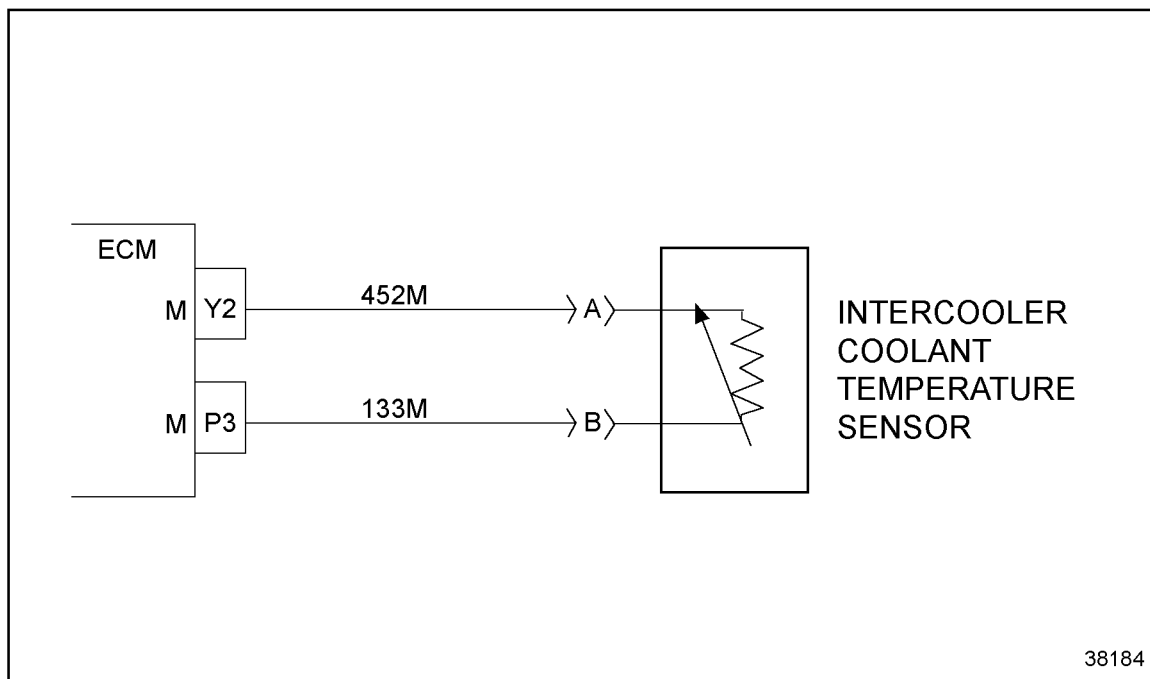 ECM
M Y2 452M A
M P3 133M B
INTERCOOLER
COOLANT
TEMPERATURE
SENSOR
38184